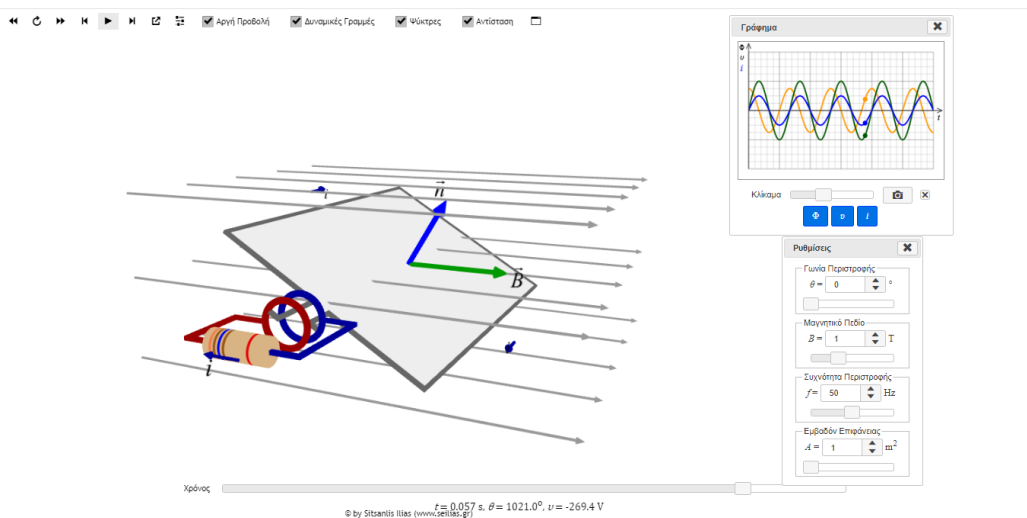 Αργή Προβολή Δυναμικές Γραμμές Ψύκτρες Αντίσταση
Γράφημα
Φ
υ
i
t
Κλίκαμα
Φ υ i
Ρυθμίσεις
Γωνία Περιστροφής
θ = 0 °
Μαγνητικό Πεδίο
B = 1 T
Συχνότητα Περιστροφής
f = 50 Hz
Εμβαδόν Επιφάνειας
A = 1 m²
i
n
B
i
Χρόνος
t = 0.057 s, θ = 1021.0°, υ = -269.4 V
© by Sitsanlis Ilias (www.seilias.gr)